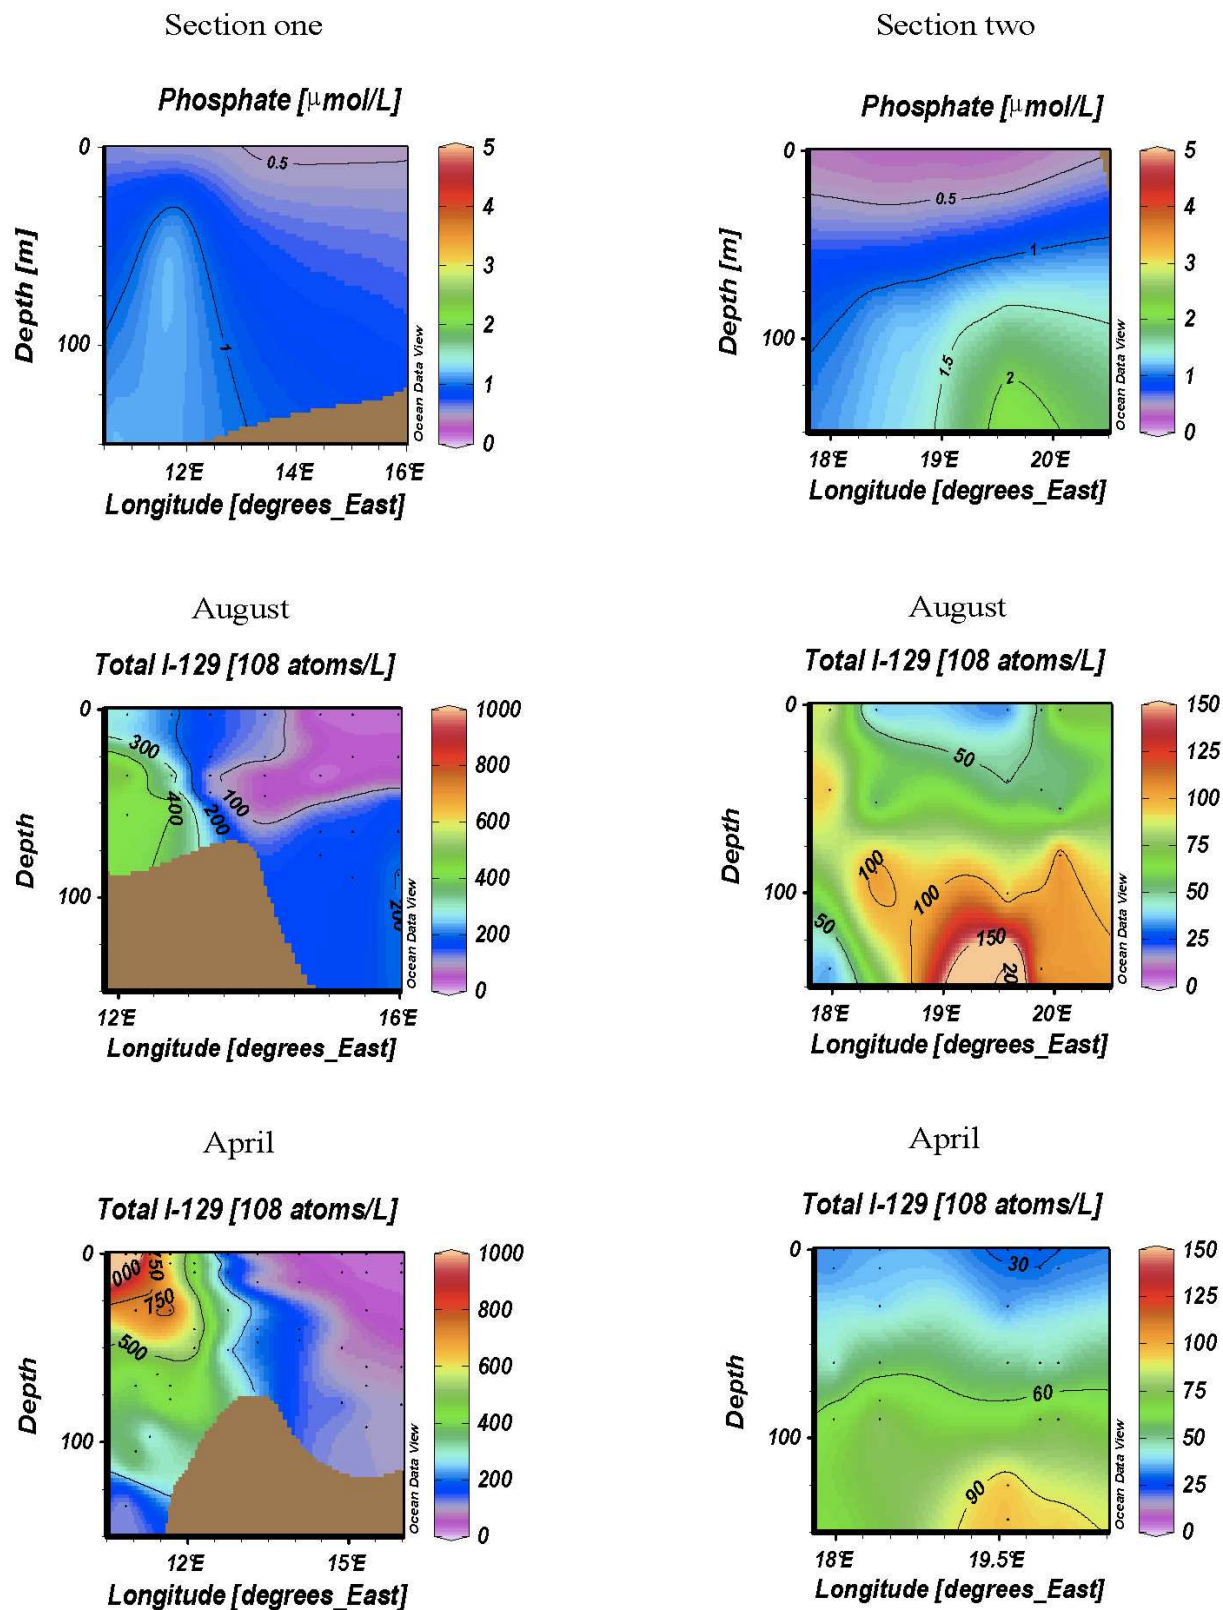 Section one
Section two
Phosphate [μmol/L]
0
100
Depth [m]
0.5
1
12°E
14°E
16°E
Longitude [degrees_East]
5
4
3
2
1
0
Ocean Data View
Phosphate [μmol/L]
0
100
Depth [m]
0.5
1
1.5
2
18°E
19°E
20°E
Longitude [degrees_East]
5
4
3
2
1
0
Ocean Data View
August
Total I-129 [108 atoms/L]
0
100
Depth
300
400
200
100
200
12°E
16°E
Longitude [degrees_East]
1000
800
600
400
200
0
Ocean Data View
August
Total I-129 [108 atoms/L]
0
100
Depth
50
100
100
50
150
20
18°E
19°E
20°E
Longitude [degrees_East]
150
125
100
75
50
25
0
Ocean Data View
April
Total I-129 [108 atoms/L]
0
100
Depth
000
750
750
500
12°E
15°E
Longitude [degrees_East]
1000
800
600
400
200
0
Ocean Data View
April
Total I-129 [108 atoms/L]
0
100
Depth
30
60
90
18°E
19.5°E
Longitude [degrees_East]
150
125
100
75
50
25
0
Ocean Data View